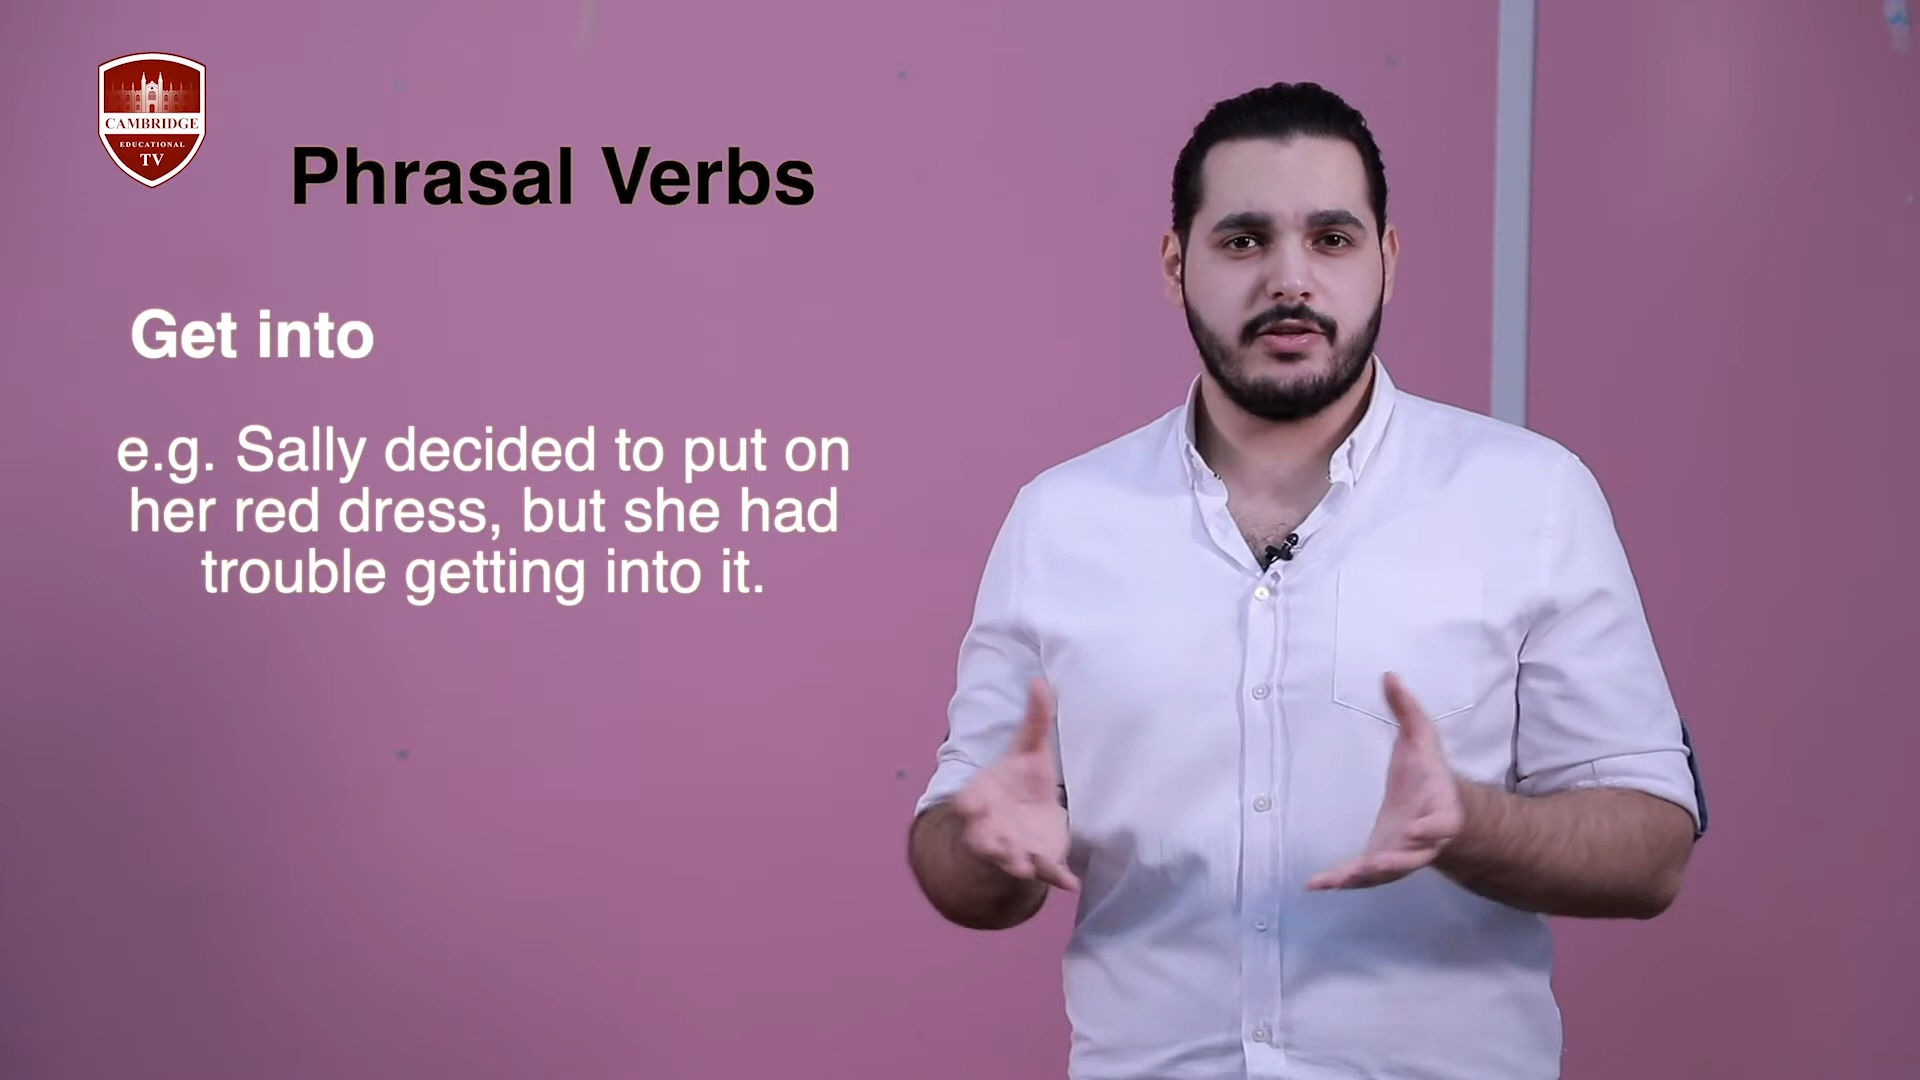 CAMBRIDGE
EDUCATIONAL
TV
Phrasal Verbs
Get into
e.g. Sally decided to put on
her red dress, but she had
trouble getting into it.